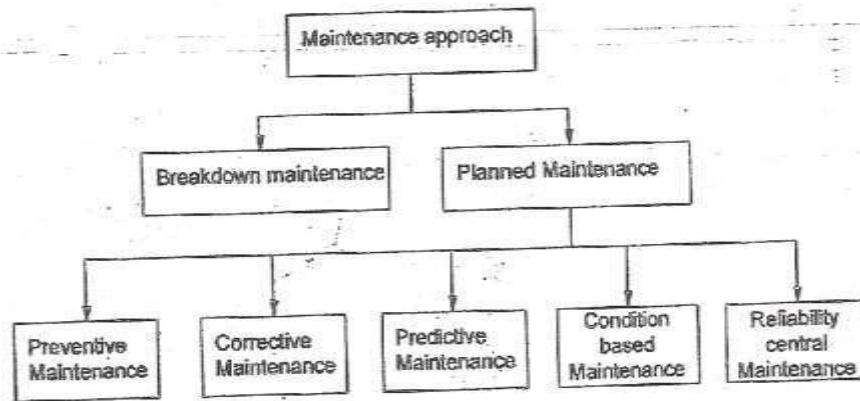 Maintenance approach
Breakdown maintenance
Planned Maintenance
Preventive
Maintenance
Corrective
Maintenance
Predictive
Maintenance
Condition
based
Maintenance
Reliability
central
Maintenance